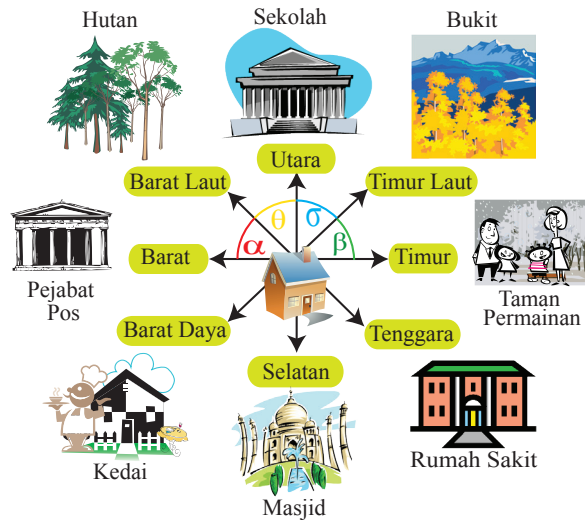 Hutan
Sekolah
Bukit
Utara
Barat Laut
Timur Laut
θ
σ
α
β
Barat
Timur
Pejabat
Pos
Taman
Permainan
Barat Daya
Tenggara
Selatan
Kedai
Masjid
Rumah Sakit